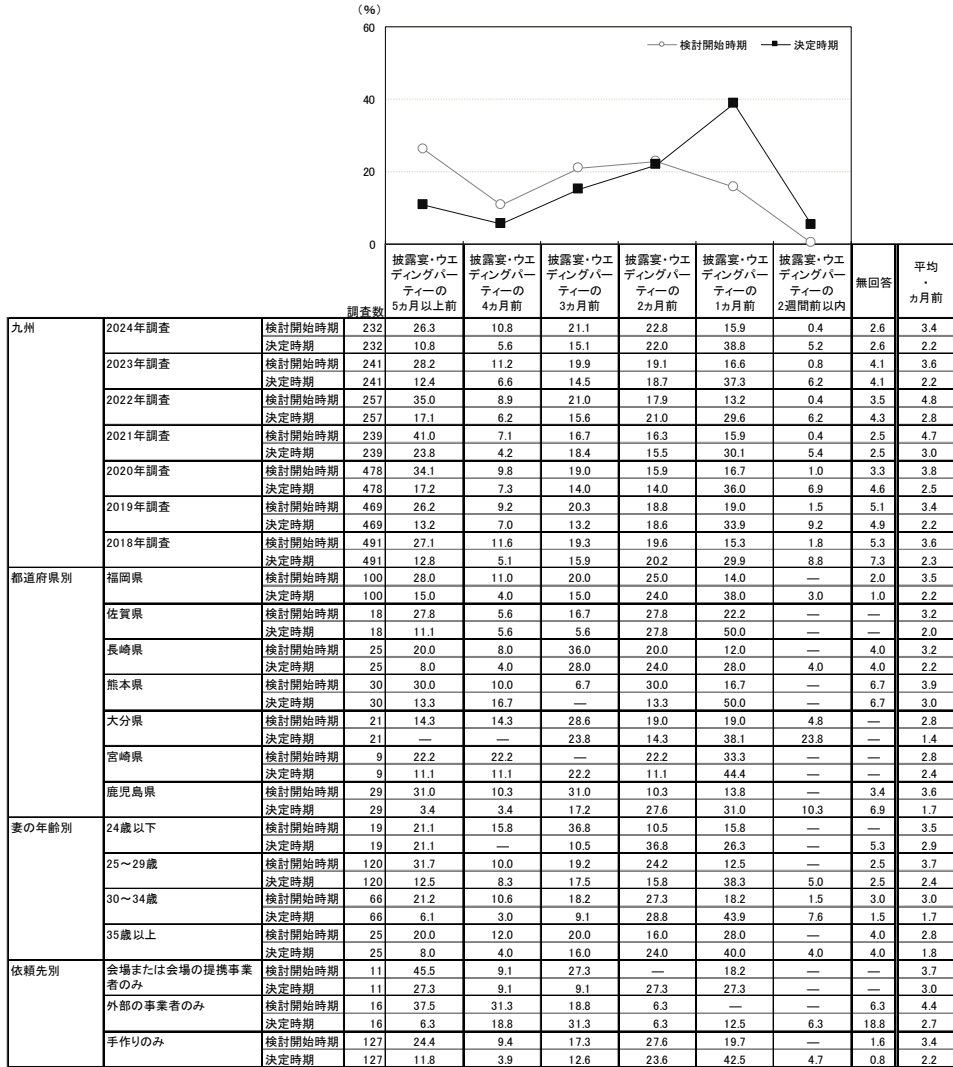 (％)
60
検討開始時期 決定時期
40
20
0
調査数 披露宴・ウエディングパーティーの5ヵ月以上前 披露宴・ウエディングパーティーの4ヵ月前 披露宴・ウエディングパーティーの3ヵ月前 披露宴・ウエディングパーティーの2ヵ月前 披露宴・ウエディングパーティーの1ヵ月前 披露宴・ウエディングパーティーの2週間前以内 無回答 平均・ヵ月前
九州 2024年調査 検討開始時期 232 26.3 10.8 21.1 22.8 15.9 0.4 2.6 3.4
決定時期 232 10.8 5.6 15.1 22.0 38.8 5.2 2.6 2.2
2023年調査 検討開始時期 241 28.2 11.2 19.9 19.1 16.6 0.8 4.1 3.6
決定時期 241 12.4 6.6 14.5 18.7 37.3 6.2 4.1 2.2
2022年調査 検討開始時期 257 35.0 8.9 21.0 17.9 13.2 0.4 3.5 4.8
決定時期 257 17.1 6.2 15.6 21.0 29.6 6.2 4.3 2.8
2021年調査 検討開始時期 239 41.0 7.1 16.7 16.3 15.9 0.4 2.5 4.7
決定時期 239 23.8 4.2 18.4 15.5 30.1 5.4 2.5 3.0
2020年調査 検討開始時期 478 34.1 9.8 19.0 15.9 16.7 1.0 3.3 3.8
決定時期 478 17.2 7.3 14.0 14.0 36.0 6.9 4.6 2.5
2019年調査 検討開始時期 469 26.2 9.2 20.3 18.8 19.0 1.5 5.1 3.4
決定時期 469 13.2 7.0 13.2 18.6 33.9 9.2 4.9 2.2
2018年調査 検討開始時期 491 27.1 11.6 19.3 19.6 15.3 1.8 5.3 3.6
決定時期 491 12.8 5.1 15.9 20.2 29.9 8.8 7.3 2.3
都道府県別 福岡県 検討開始時期 100 28.0 11.0 20.0 25.0 14.0 — 2.0 3.5
決定時期 100 15.0 4.0 15.0 24.0 38.0 3.0 1.0 2.2
佐賀県 検討開始時期 18 27.8 5.6 16.7 27.8 22.2 — — 3.2
決定時期 18 11.1 5.6 5.6 27.8 50.0 — — 2.0
長崎県 検討開始時期 25 20.0 8.0 36.0 20.0 12.0 — 4.0 3.2
決定時期 25 8.0 4.0 28.0 24.0 28.0 4.0 4.0 2.2
熊本県 検討開始時期 30 30.0 10.0 6.7 30.0 16.7 — 6.7 3.9
決定時期 30 13.3 16.7 — 13.3 50.0 — 6.7 3.0
大分県 検討開始時期 21 14.3 14.3 28.6 19.0 19.0 4.8 — 2.8
決定時期 21 — — 23.8 14.3 38.1 23.8 — 1.4
宮崎県 検討開始時期 9 22.2 22.2 — 22.2 33.3 — — 2.8
決定時期 9 11.1 11.1 22.2 11.1 44.4 — — 2.4
鹿児島県 検討開始時期 29 31.0 10.3 31.0 10.3 13.8 — 3.4 3.6
決定時期 29 3.4 3.4 17.2 27.6 31.0 10.3 6.9 1.7
妻の年齢別 24歳以下 検討開始時期 19 21.1 15.8 36.8 10.5 15.8 — — 3.5
決定時期 19 21.1 — 10.5 36.8 26.3 — 5.3 2.9
25～29歳 検討開始時期 120 31.7 10.0 19.2 24.2 12.5 — 2.5 3.7
決定時期 120 12.5 8.3 17.5 15.8 38.3 5.0 2.5 2.4
30～34歳 検討開始時期 66 21.2 10.6 18.2 27.3 18.2 1.5 3.0 3.0
決定時期 66 6.1 3.0 9.1 28.8 43.9 7.6 1.5 1.7
35歳以上 検討開始時期 25 20.0 12.0 20.0 16.0 28.0 — 4.0 2.8
決定時期 25 8.0 4.0 16.0 24.0 40.0 4.0 4.0 1.8
依頼先別 会場または会場の提携事業者のみ 検討開始時期 11 45.5 9.1 27.3 — 18.2 — — 3.7
決定時期 11 27.3 9.1 9.1 27.3 27.3 — — 3.0
外部の事業者のみ 検討開始時期 16 37.5 31.3 18.8 6.3 — — 6.3 4.4
決定時期 16 6.3 18.8 31.3 6.3 12.5 6.3 18.8 2.7
手作りのみ 検討開始時期 127 24.4 9.4 17.3 27.6 19.7 — 1.6 3.4
決定時期 127 11.8 3.9 12.6 23.6 42.5 4.7 0.8 2.2